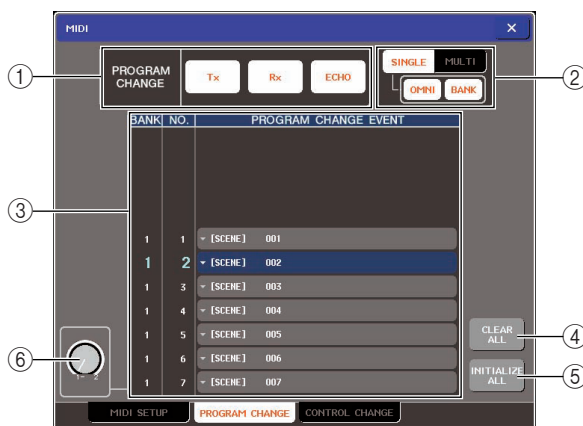 MIDI ×
① PROGRAM CHANGE Tx Rx ECHO
SINGLE MULTI ②
OMNI BANK
③
BANK NO. PROGRAM CHANGE EVENT
1 1 [SCENE] 001
1 2 [SCENE] 002
1 3 [SCENE] 003
1 4 [SCENE] 004
1 5 [SCENE] 005
1 6 [SCENE] 006
1 7 [SCENE] 007
CLEAR ALL ④
INITIALIZE ALL ⑤
⑥ 1- 2
MIDI SETUP PROGRAM CHANGE CONTROL CHANGE